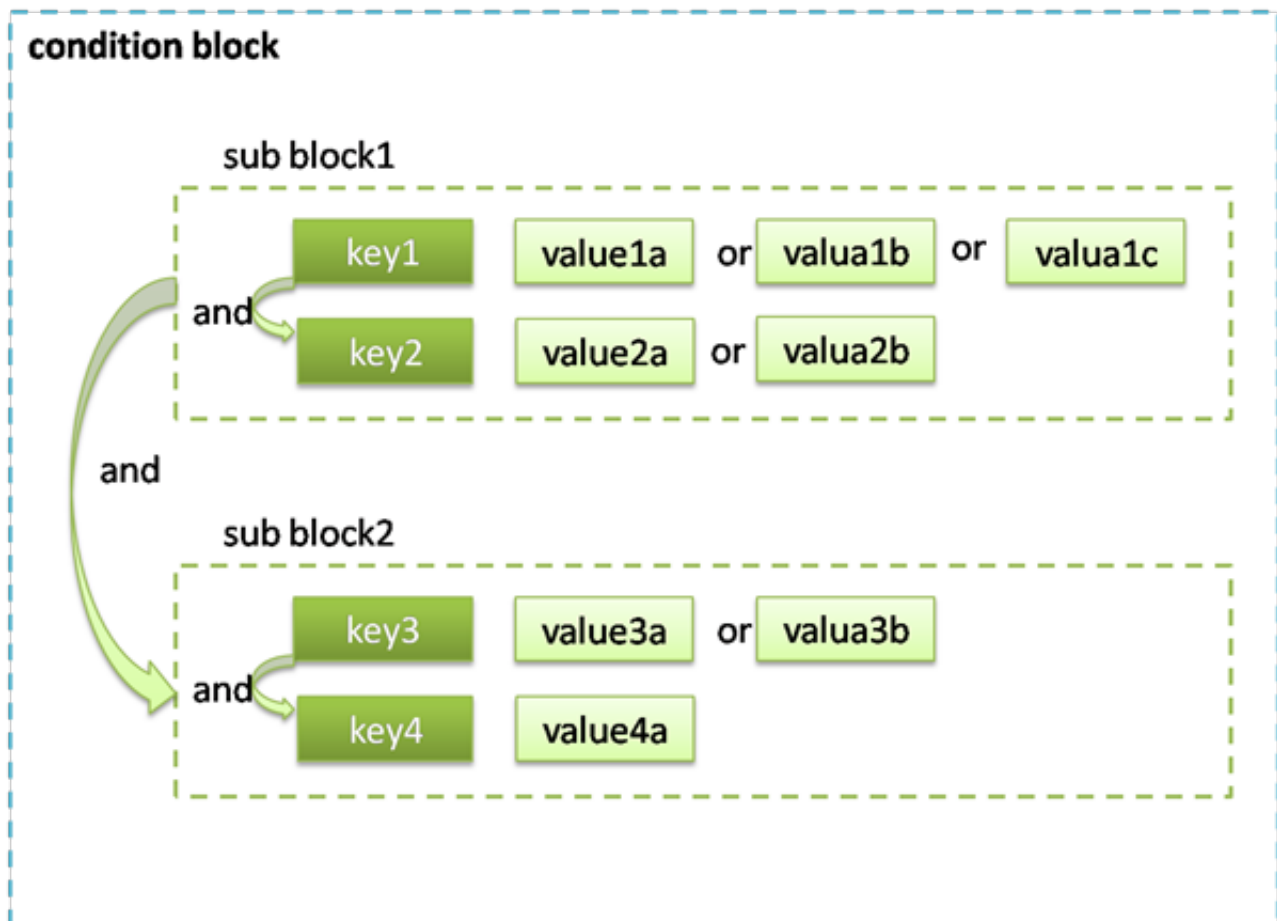 condition block
sub block1
key1 value1a or valua1b or valua1c
and
key2 value2a or valua2b
and
sub block2
key3 value3a or valua3b
and
key4 value4a